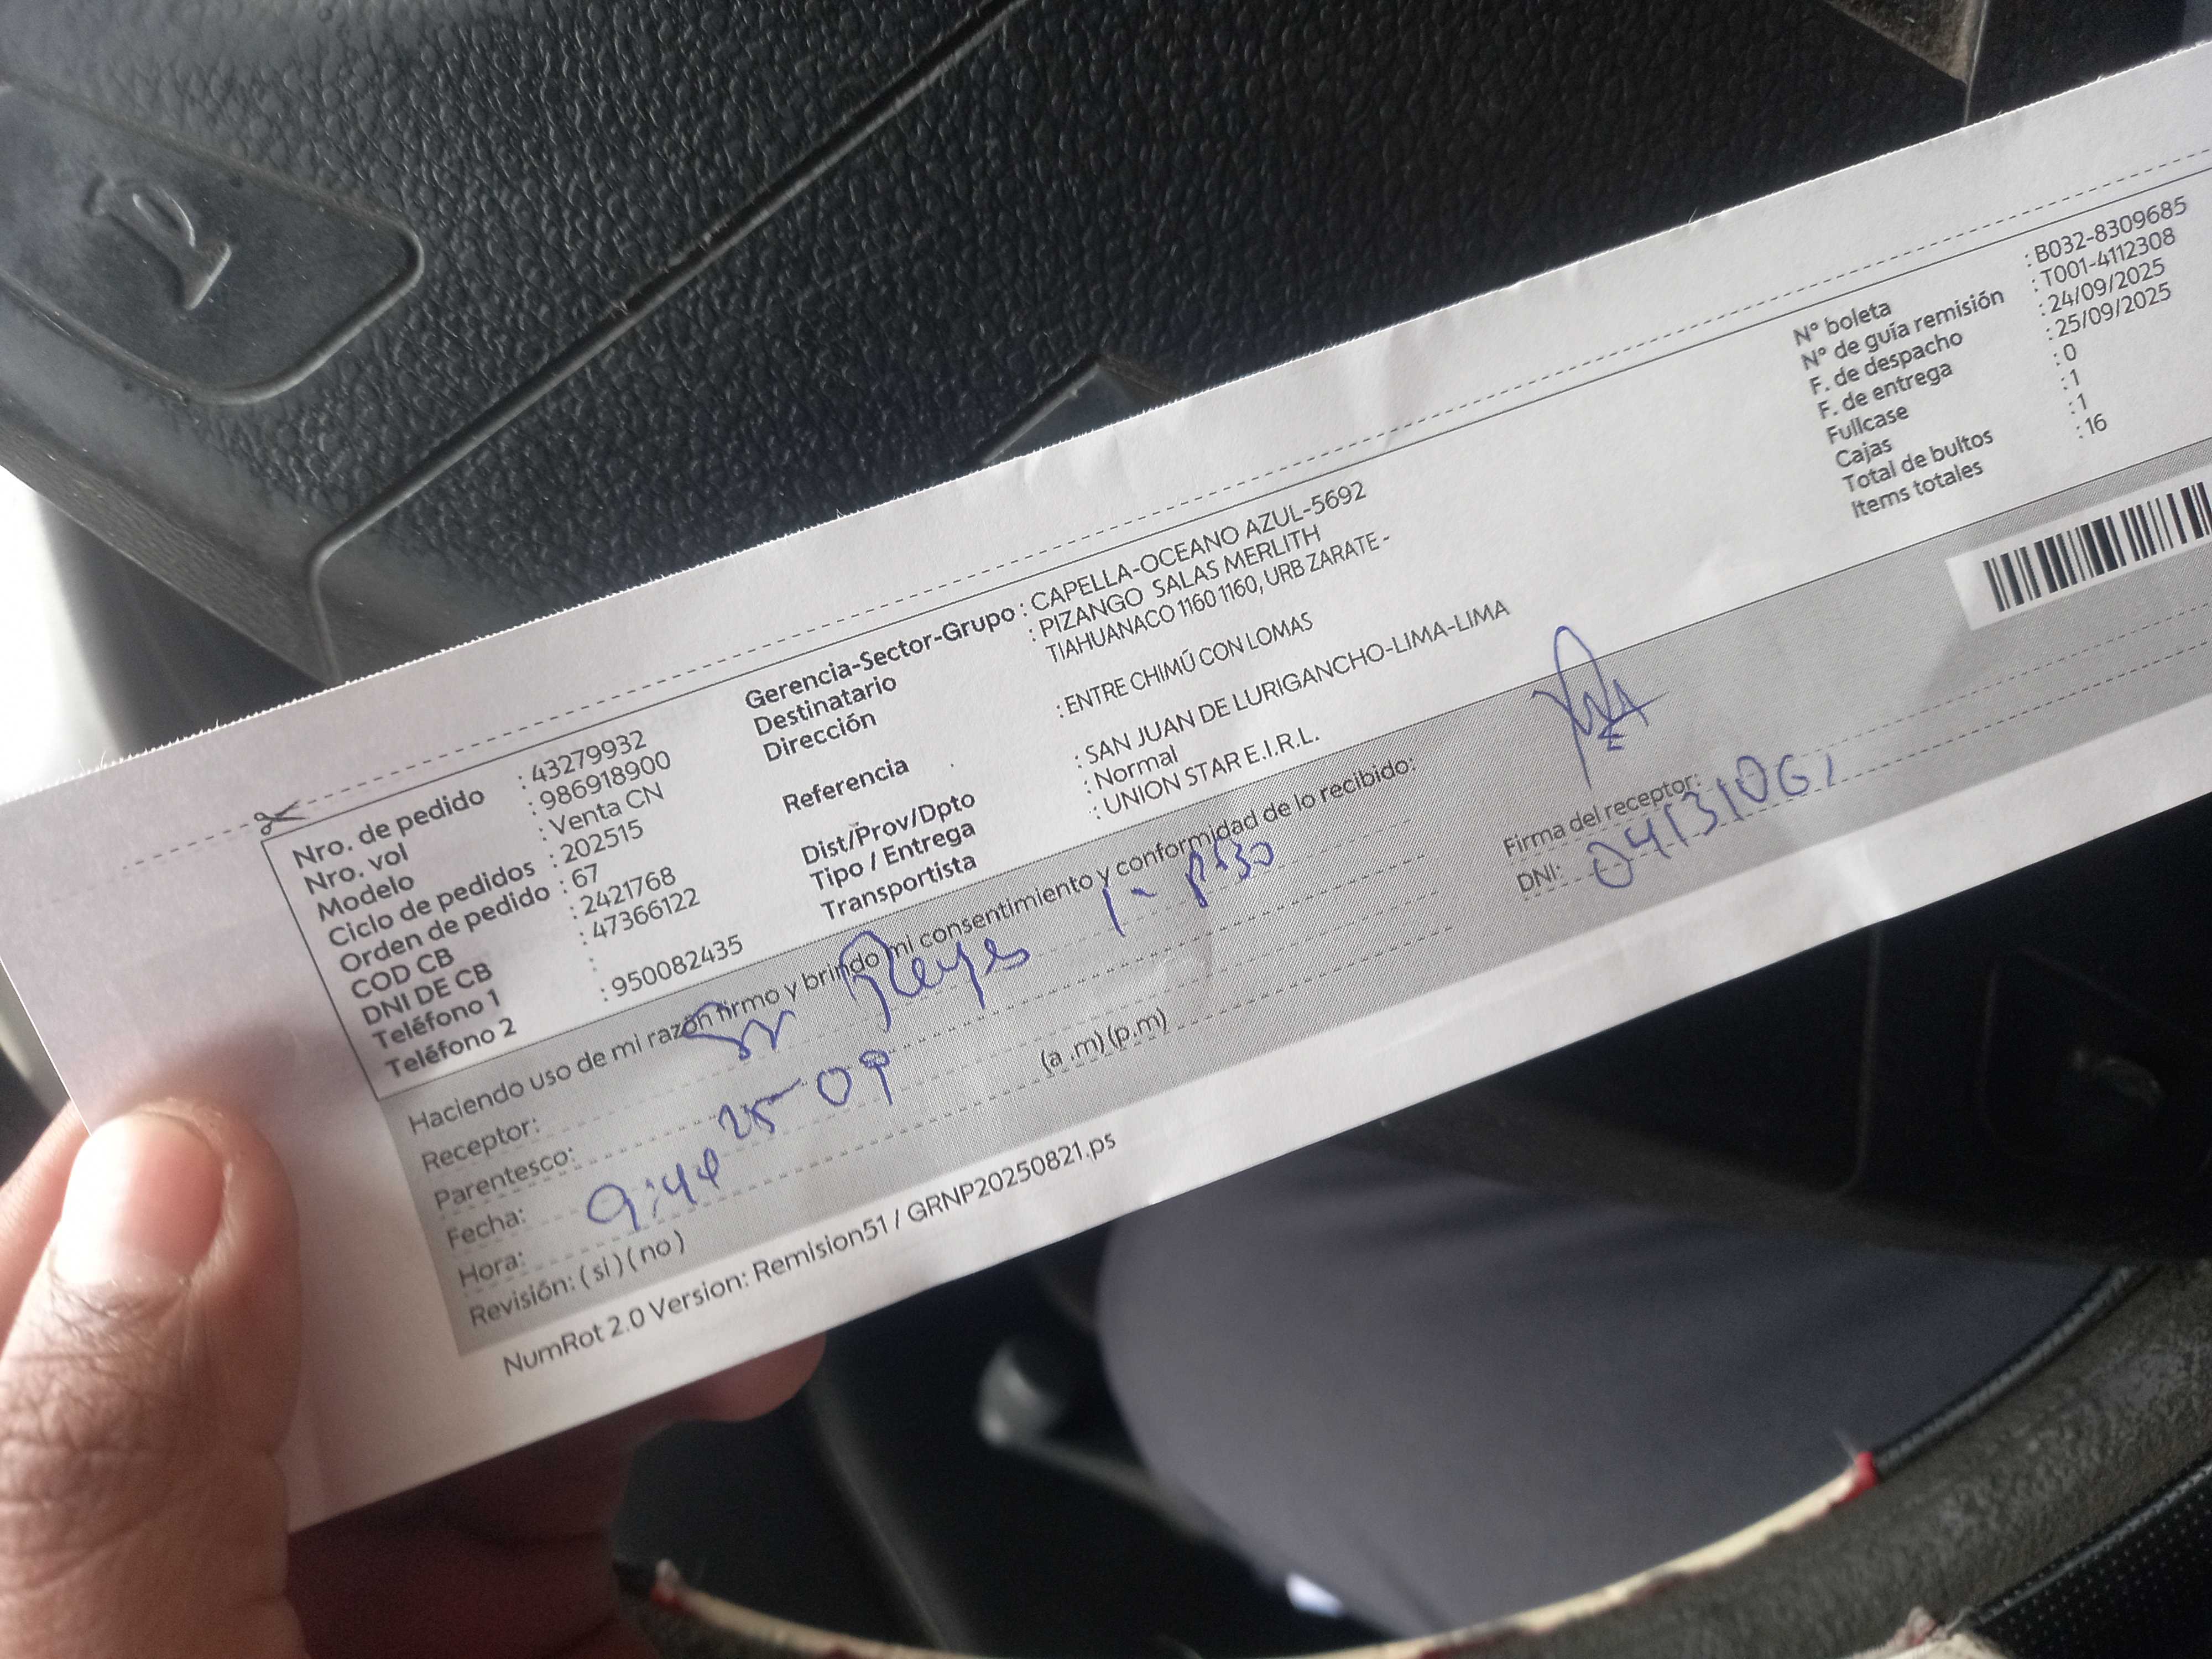 Nro. de pedido : 43279932
Nro. vol : 986918900
Modelo : Venta CN
Ciclo de pedidos : 202515
Orden de pedido : 67
COD CB : 2421768
DNI DE CB : 47366122
Teléfono 1 :
Teléfono 2 : 950082435
Gerencia-Sector-Grupo : CAPELLA-OCEANO AZUL-5692
Destinatario : PIZANGO SALAS MERLITH
Dirección TIAHUANACO 1160 1160, URB ZARATE -
Referencia : ENTRE CHIMÚ CON LOMAS
Dist/Prov/Dpto : SAN JUAN DE LURIGANCHO-LIMA-LIMA
Tipo / Entrega : Normal
Transportista : UNION STAR E.I.R.L.
N° boleta : B032-8309685
N° de guía remisión : T001-4112308
F. de despacho : 24/09/2025
F. de entrega : 25/09/2025
Fullcase : 0
Cajas : 1
Total de bultos : 1
Items totales : 16
Haciendo uso de mi razón firmo y brindo mi consentimiento y conformidad de lo recibido:
Receptor: Sr Reyes
Parentesco:
Fecha: 25-09
Hora: 9:44 (a .m) (p.m)
Revisión: (si) (no)
Firma del receptor:
DNI:
NumRot 2.0 Version: Remision51 / GRNP20250821.ps